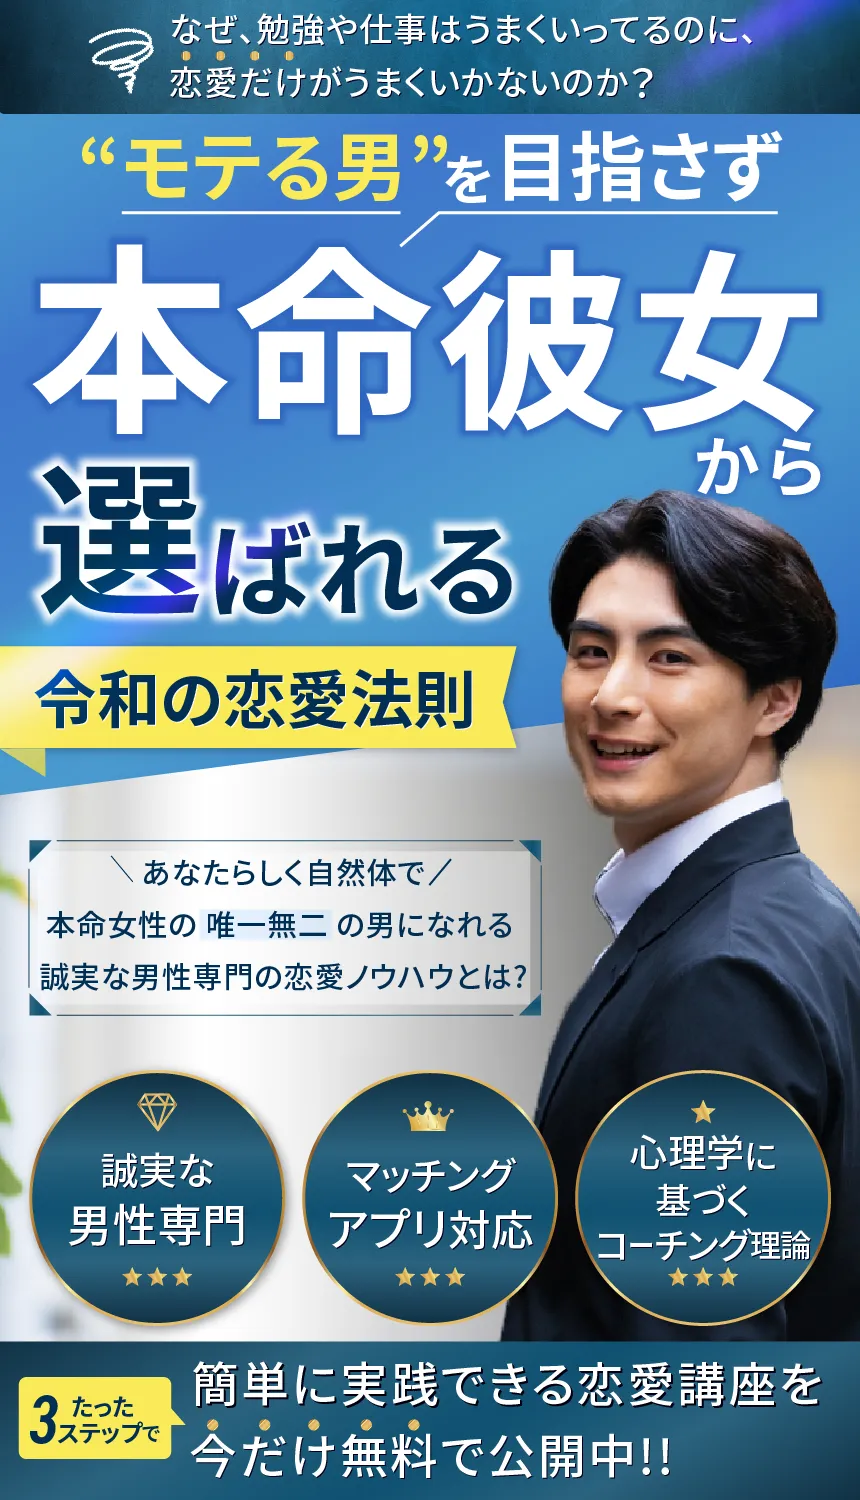 なぜ、勉強や仕事はうまくいってるのに、
恋愛だけがうまくいかないのか?
“モテる男”を目指さず
本命彼女から
選ばれる
令和の恋愛法則
\ あなたらしく自然体で /
本命女性の 唯一無二 の男になれる
誠実な男性専門の恋愛ノウハウとは?
誠実な
男性専門
マッチング
アプリ対応
心理学に
基づく
コーチング理論
たった
3ステップで
簡単に実践できる恋愛講座を
今だけ無料で公開中!!